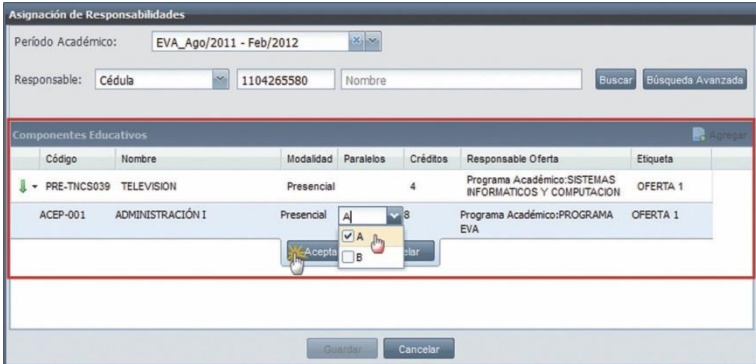 Asignación de Responsabilidades
Período Académico: EVA_Ago/2011 - Feb/2012
Responsable: Cédula 1104265580 Nombre Buscar Búsqueda Avanzada
Componentes Educativos Agregar
Código Nombre Modalidad Paralelos Créditos Responsable Oferta Etiqueta
PRE-TNCS039 TELEVISION Presencial 4 Programa Académico:SISTEMAS INFORMATICOS Y COMPUTACION OFERTA 1
ACEP-001 ADMINISTRACIÓN I Presencial A 8 Programa Académico:PROGRAMA EVA OFERTA 1
A
Acepta elar
B
Guardar Cancelar